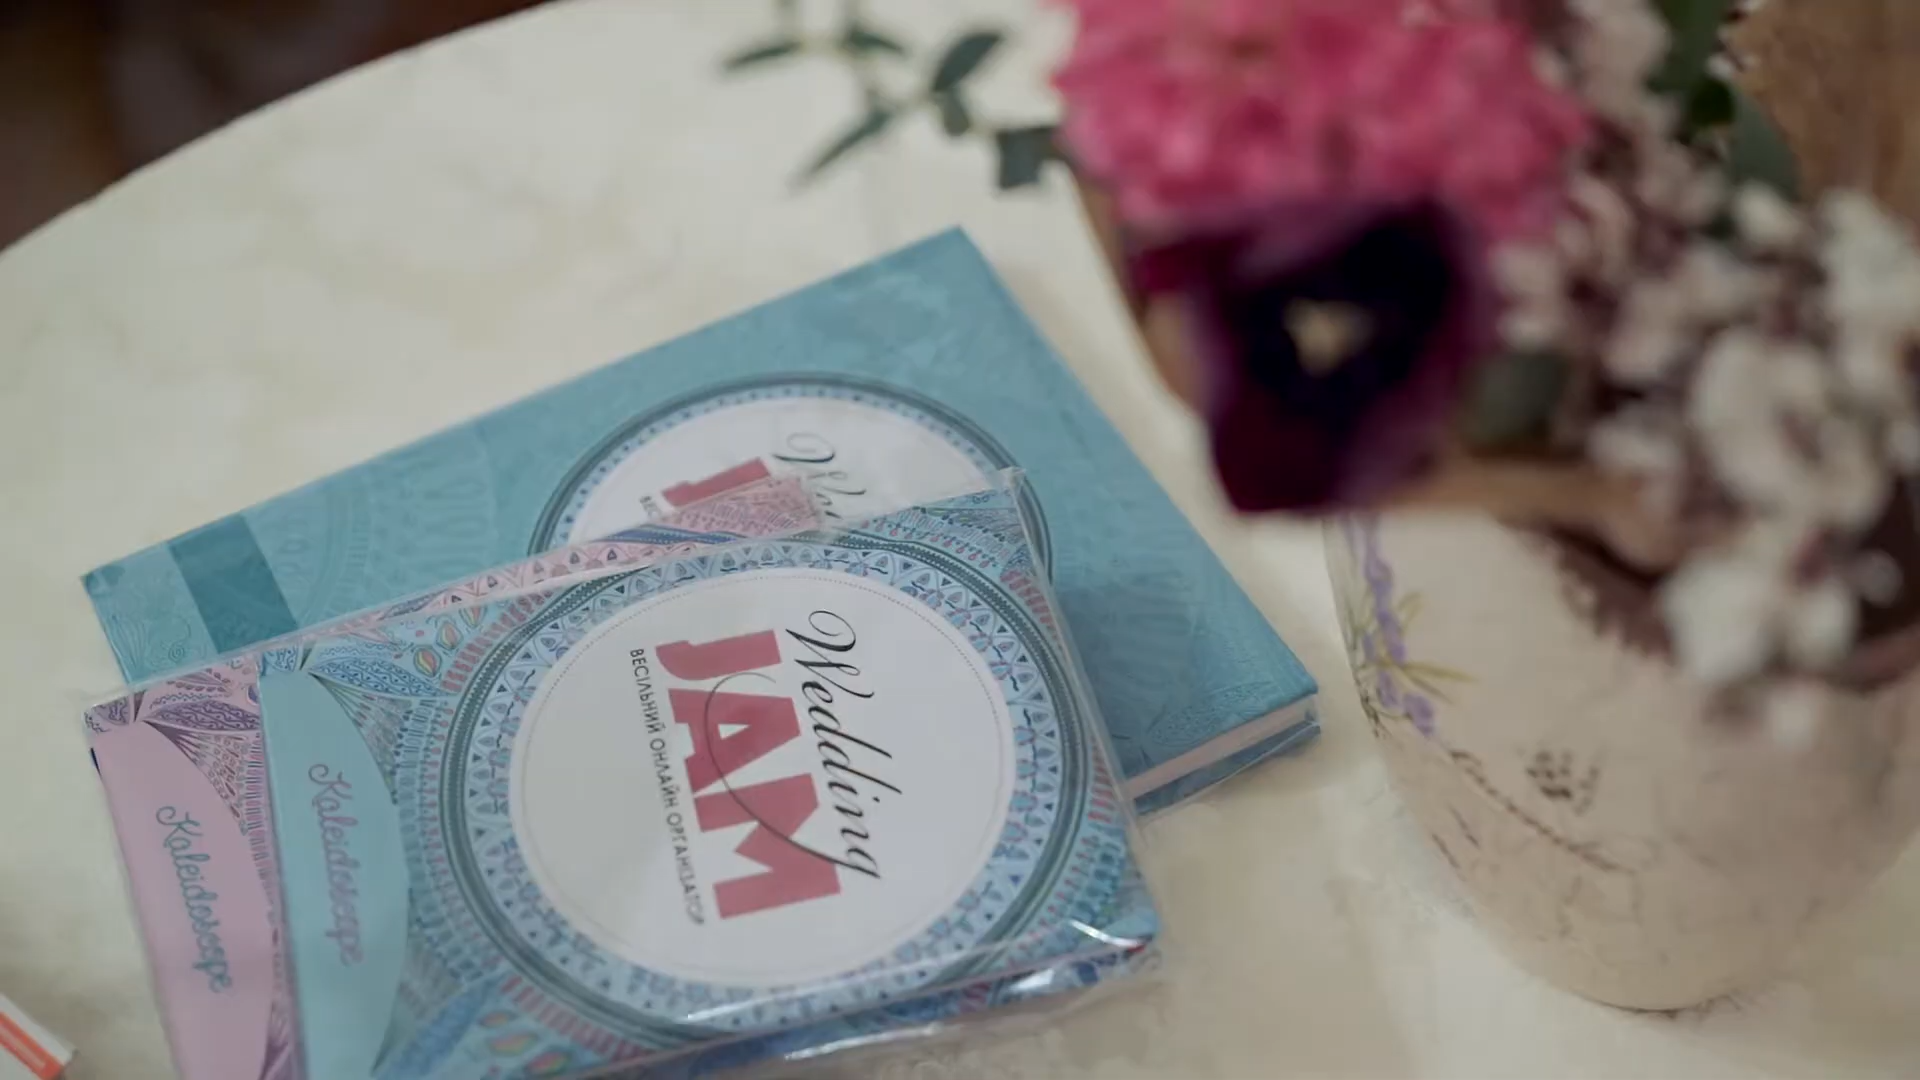 Wedding
JAM
ВЕСІЛЬНИЙ ОНЛАЙН ОРГАНІЗАТОР
Kaleidoscope
Kaleidoscope